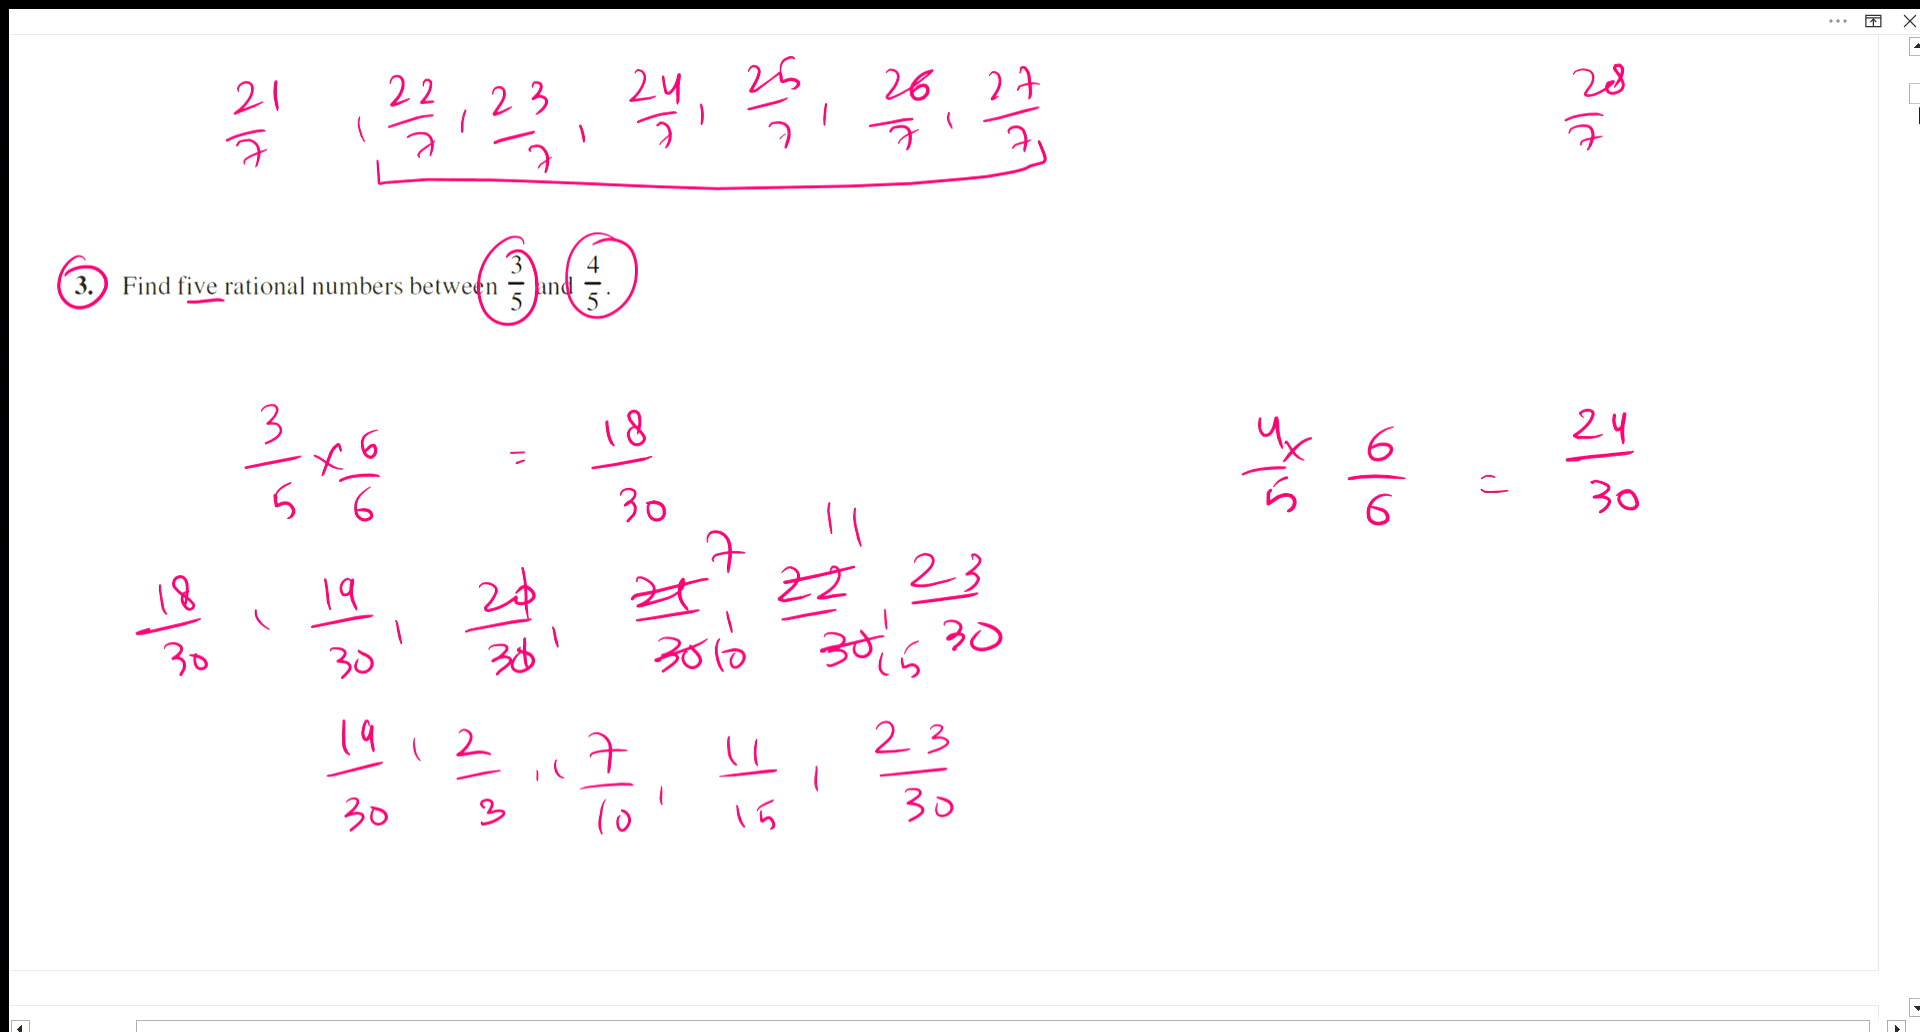 21/7 , 22/7 , 23/7 , 24/7 , 25/7 , 26/7 , 27/7 28/7
3. Find five rational numbers between 3/5 and 4/5.
3/5 × 6/6 = 18/30 4/5 × 6/6 = 24/30
7 11
18/30 , 19/30 , 20/30 , 21/30 , 22/30 , 23/30
10 15
19/30 , 2/3 , , 7/10 , 11/15 , 23/30